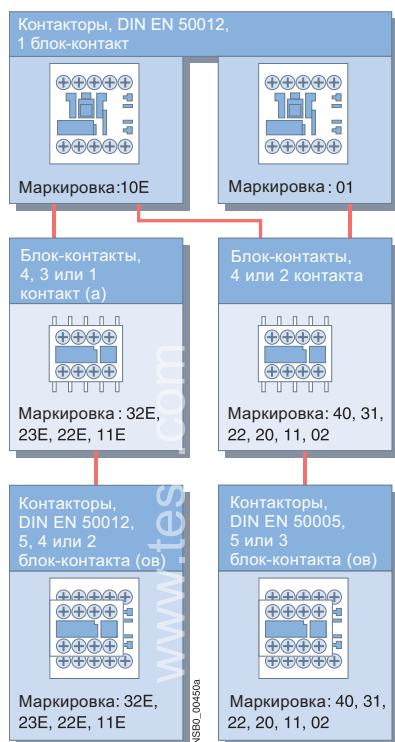 Контакторы, DIN EN 50012,
1 блок-контакт
Маркировка:10E
Маркировка: 01
Блок-контакты,
4, 3 или 1
контакт (а)
Блок-контакты,
4 или 2 контакта
Маркировка: 32E,
23E, 22E, 11E
Маркировка: 40, 31,
22, 20, 11, 02
Контакторы,
DIN EN 50012,
5, 4 или 2
блок-контакта (ов)
Контакторы,
DIN EN 50005,
5 или 3
блок-контакта (ов)
Маркировка: 32E,
23E, 22E, 11E
Маркировка: 40, 31,
22, 20, 11, 02
NSB0_00450a